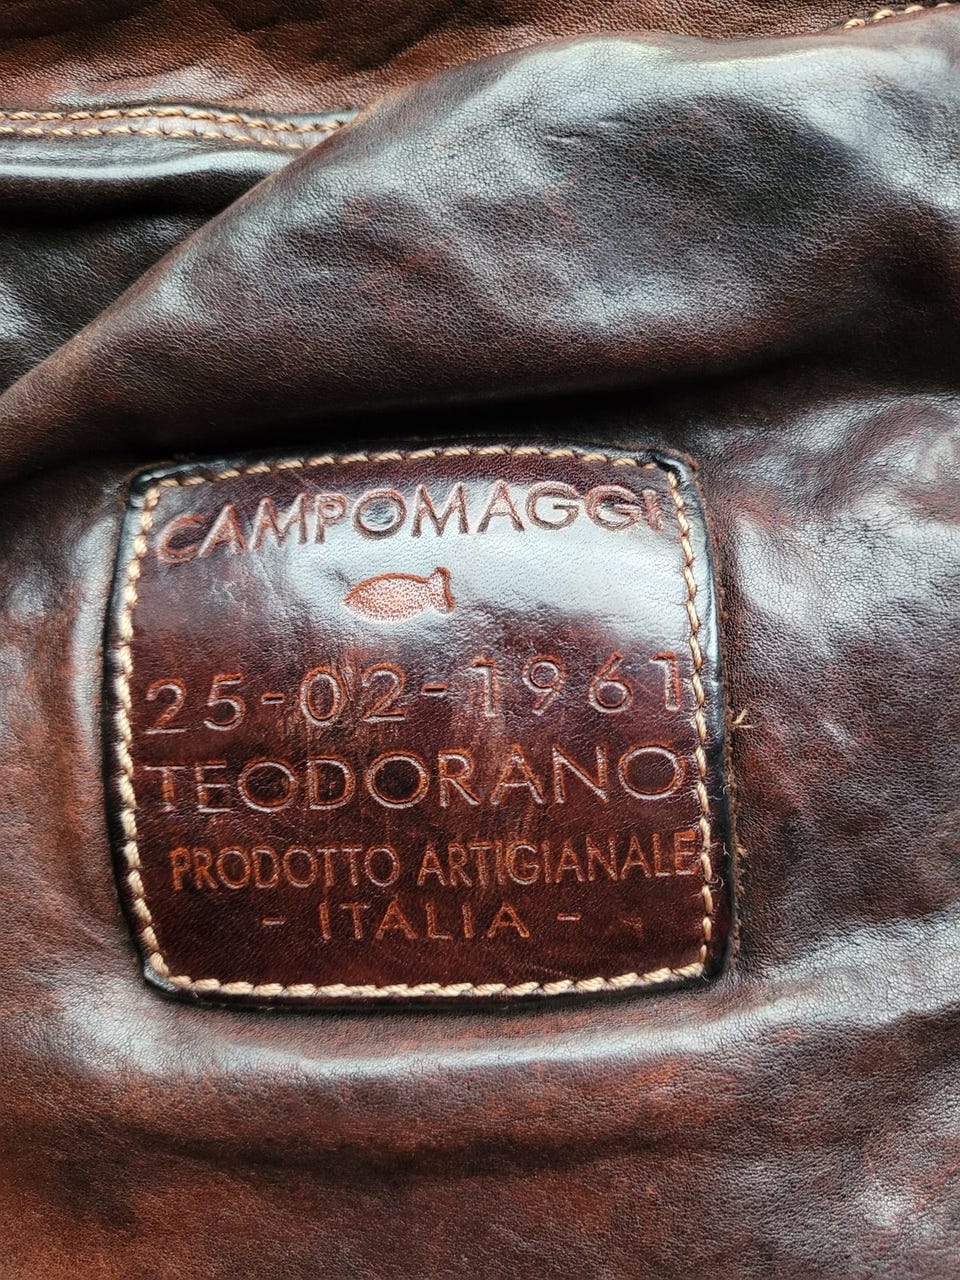 CAMPOMAGGI
25-02-1961
TEODORANO
PRODOTTO ARTIGIANALE
- ITALIA -